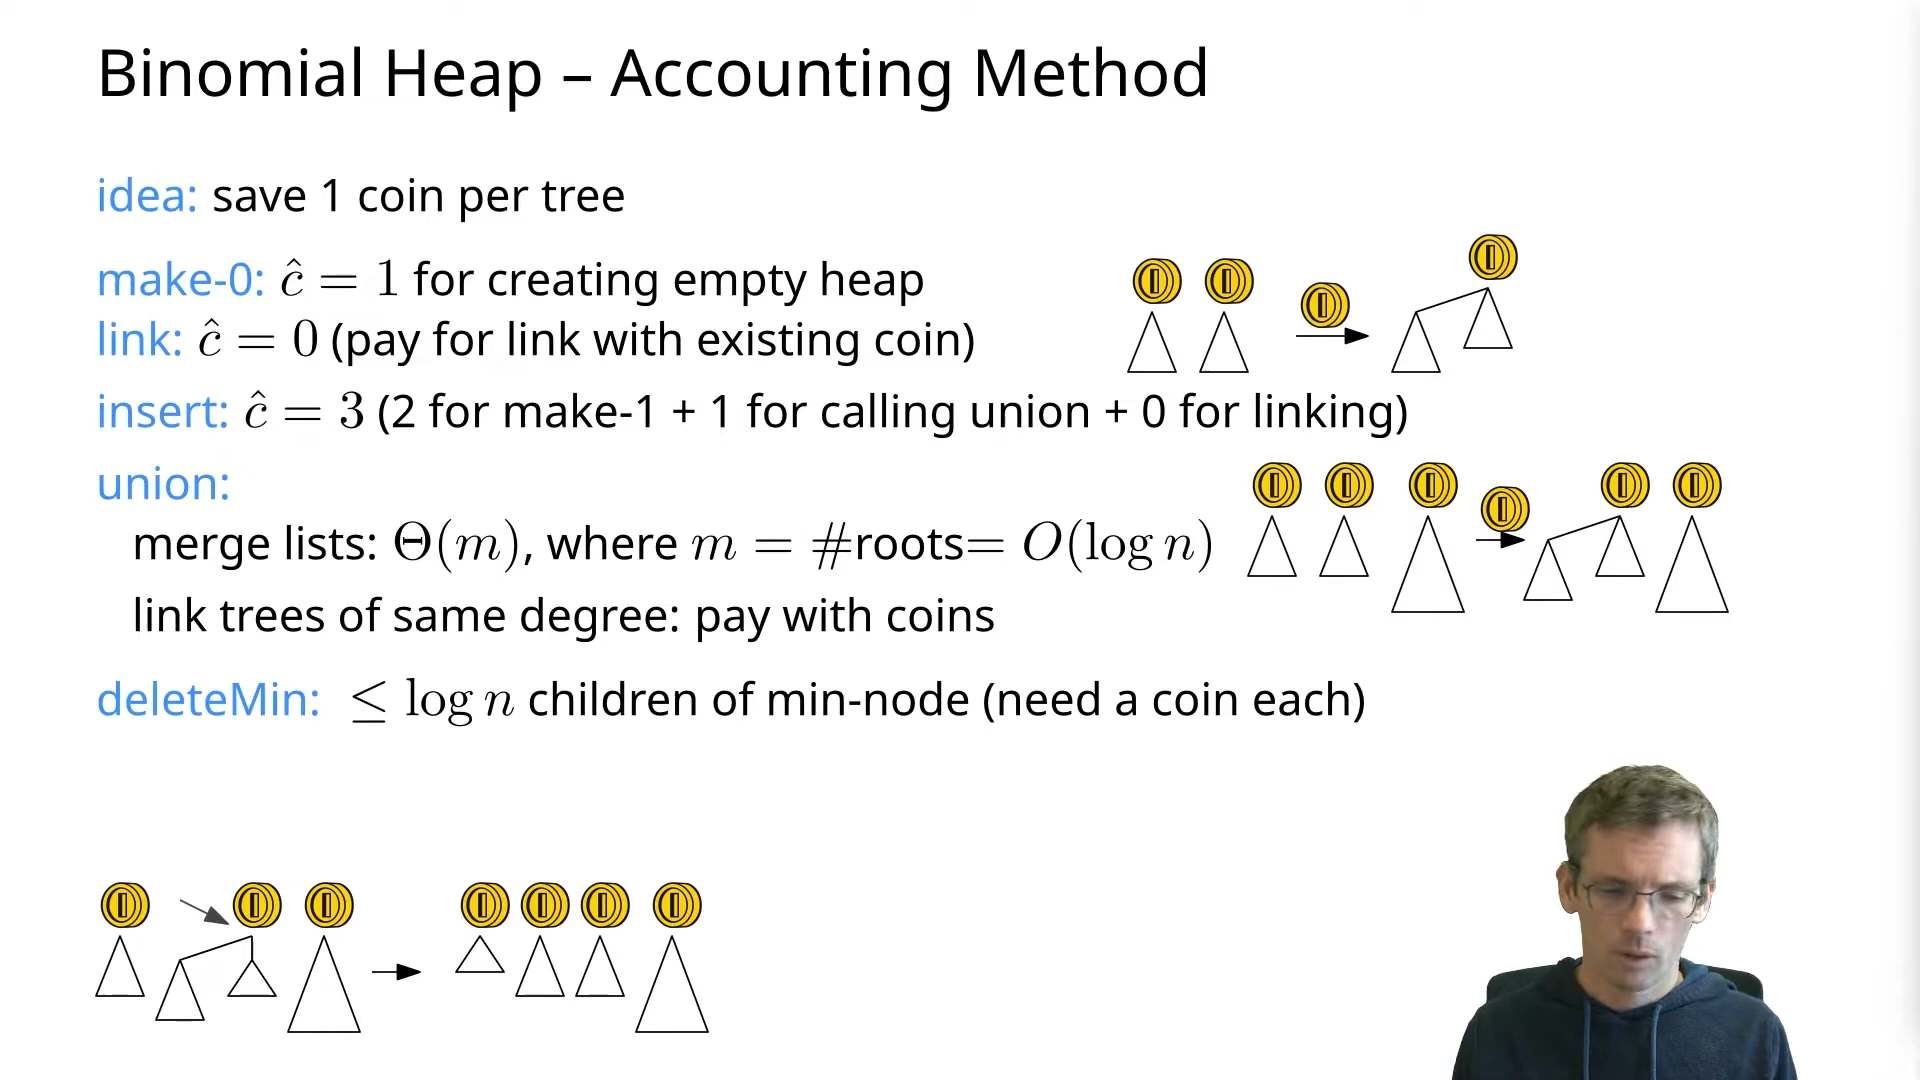 Binomial Heap – Accounting Method
idea: save 1 coin per tree
make-0: ĉ = 1 for creating empty heap
link: ĉ = 0 (pay for link with existing coin)
insert: ĉ = 3 (2 for make-1 + 1 for calling union + 0 for linking)
union:
merge lists: Θ(m), where m = #roots= O(log n)
link trees of same degree: pay with coins
deleteMin: ≤ log n children of min-node (need a coin each)